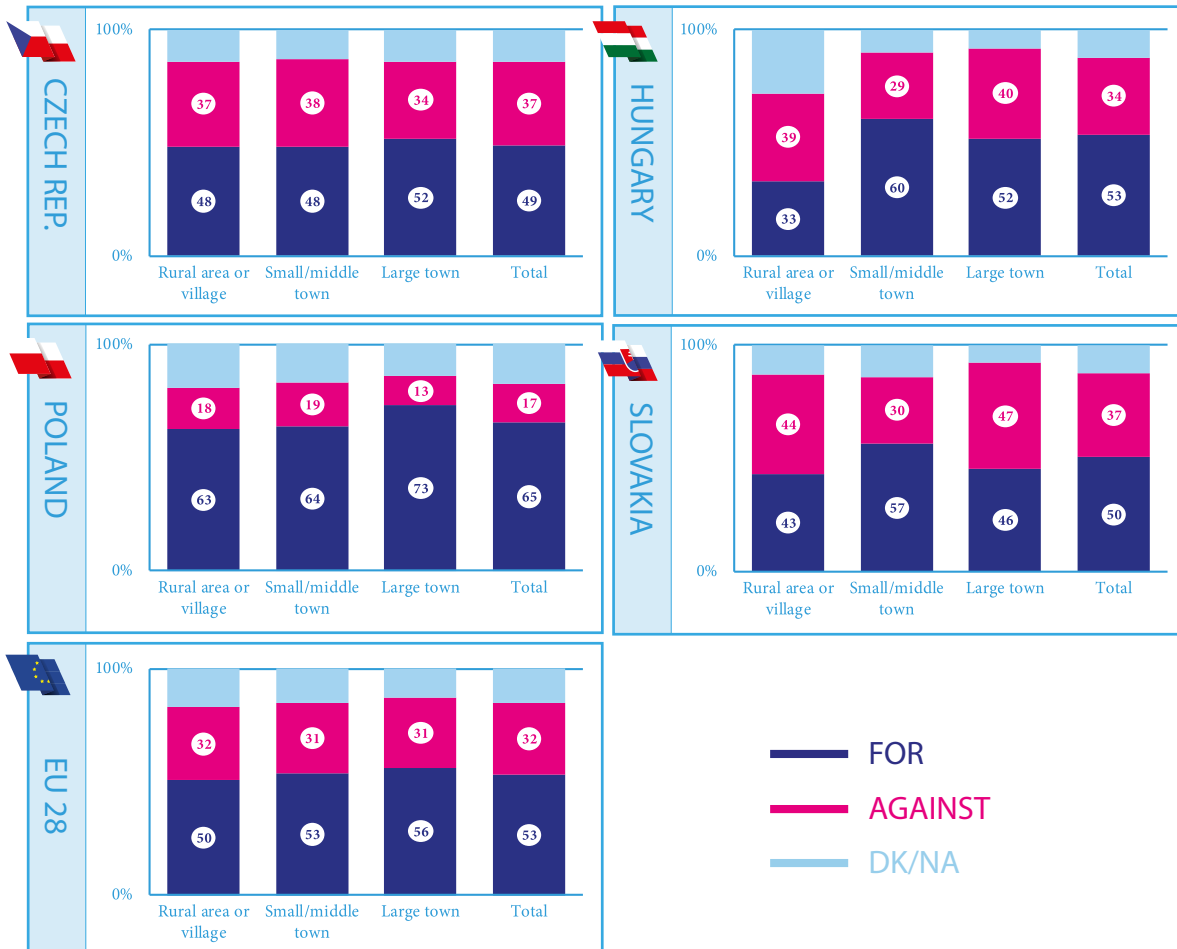 CZECH REP.
100%
37
38
34
37
48
48
52
49
0%
Rural area or
village
Small/middle
town
Large town
Total
HUNGARY
100%
39
29
40
34
33
60
52
53
0%
Rural area or
village
Small/middle
town
Large town
Total
POLAND
100%
18
19
13
17
63
64
73
65
0%
Rural area or
village
Small/middle
town
Large town
Total
SLOVAKIA
100%
44
30
47
37
43
57
46
50
0%
Rural area or
village
Small/middle
town
Large town
Total
EU 28
100%
32
31
31
32
50
53
56
53
0%
Rural area or
village
Small/middle
town
Large town
Total
FOR
AGAINST
DK/NA